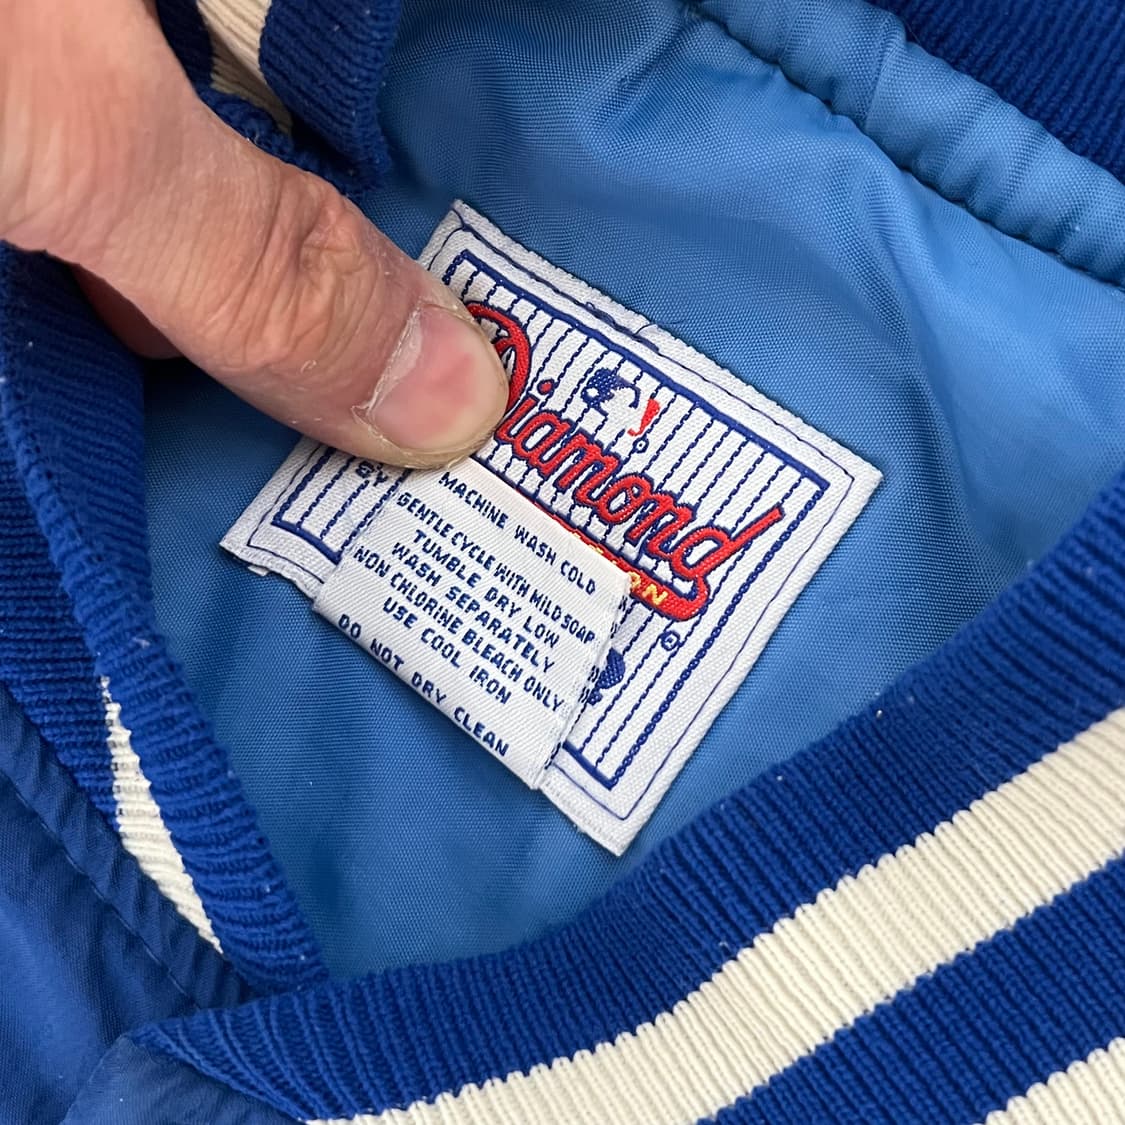 Diamond
MACHINE WASH COLD
GENTLE CYCLE WITH MILD SOAP
TUMBLE DRY LOW
WASH SEPARATELY
NON CHLORINE BLEACH ONLY
USE COOL IRON
DO NOT DRY CLEAN